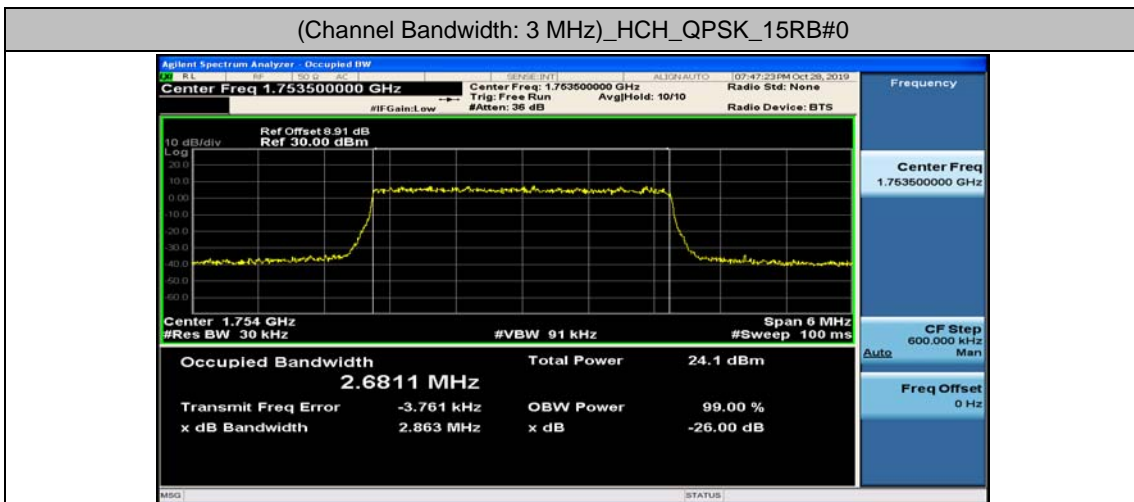 (Channel Bandwidth: 3 MHz)_HCH_QPSK_15RB#0
Agilent Spectrum Analyzer - Occupied BW
RL RF 50 Ω AC SENSE:INT ALIGN AUTO 07:47:23 PM Oct 28, 2019
Center Freq 1.753500000 GHz
Center Freq: 1.753500000 GHz
Radio Std: None
Trig: Free Run Avg|Hold: 10/10
#IFGain:Low #Atten: 36 dB Radio Device: BTS
Frequency
Ref Offset 8.91 dB
10 dB/div Ref 30.00 dBm
Log
20.0
10.0
0.00
-10.0
-20.0
-30.0
-40.0
-50.0
-60.0
Center Freq
1.753500000 GHz
Center 1.754 GHz Span 6 MHz
#Res BW 30 kHz #VBW 91 kHz #Sweep 100 ms
CF Step
600.000 kHz
Auto Man
Occupied Bandwidth Total Power 24.1 dBm
2.6811 MHz
Transmit Freq Error -3.761 kHz OBW Power 99.00 %
x dB Bandwidth 2.863 MHz x dB -26.00 dB
Freq Offset
0 Hz
MSG STATUS